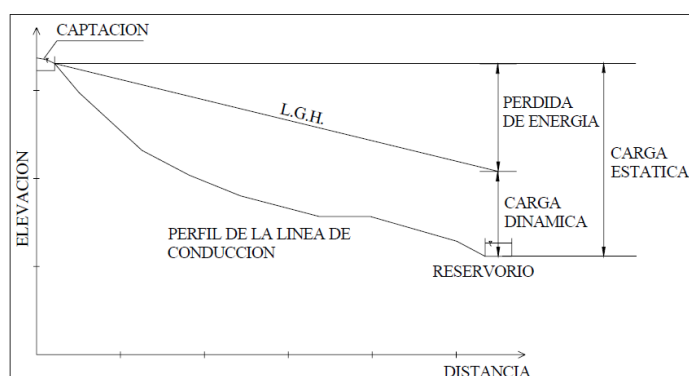 CAPTACION
L.G.H.
PERDIDA
DE ENERGIA
CARGA
ESTATICA
CARGA
DINAMICA
ELEVACION
PERFIL DE LA LINEA DE
CONDUCCION
RESERVORIO
DISTANCIA